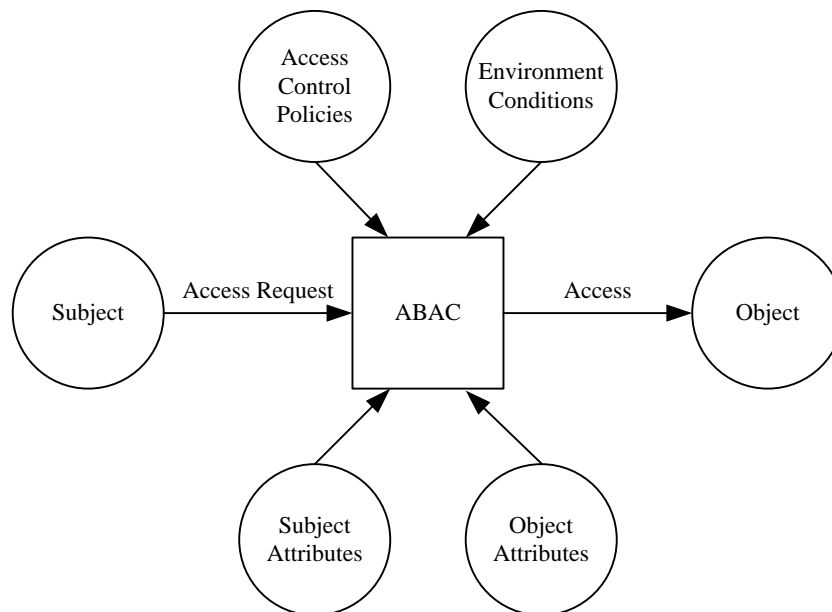 Access
Control
Policies
Environment
Conditions
Subject
Access Request
ABAC
Access
Object
Subject
Attributes
Object
Attributes